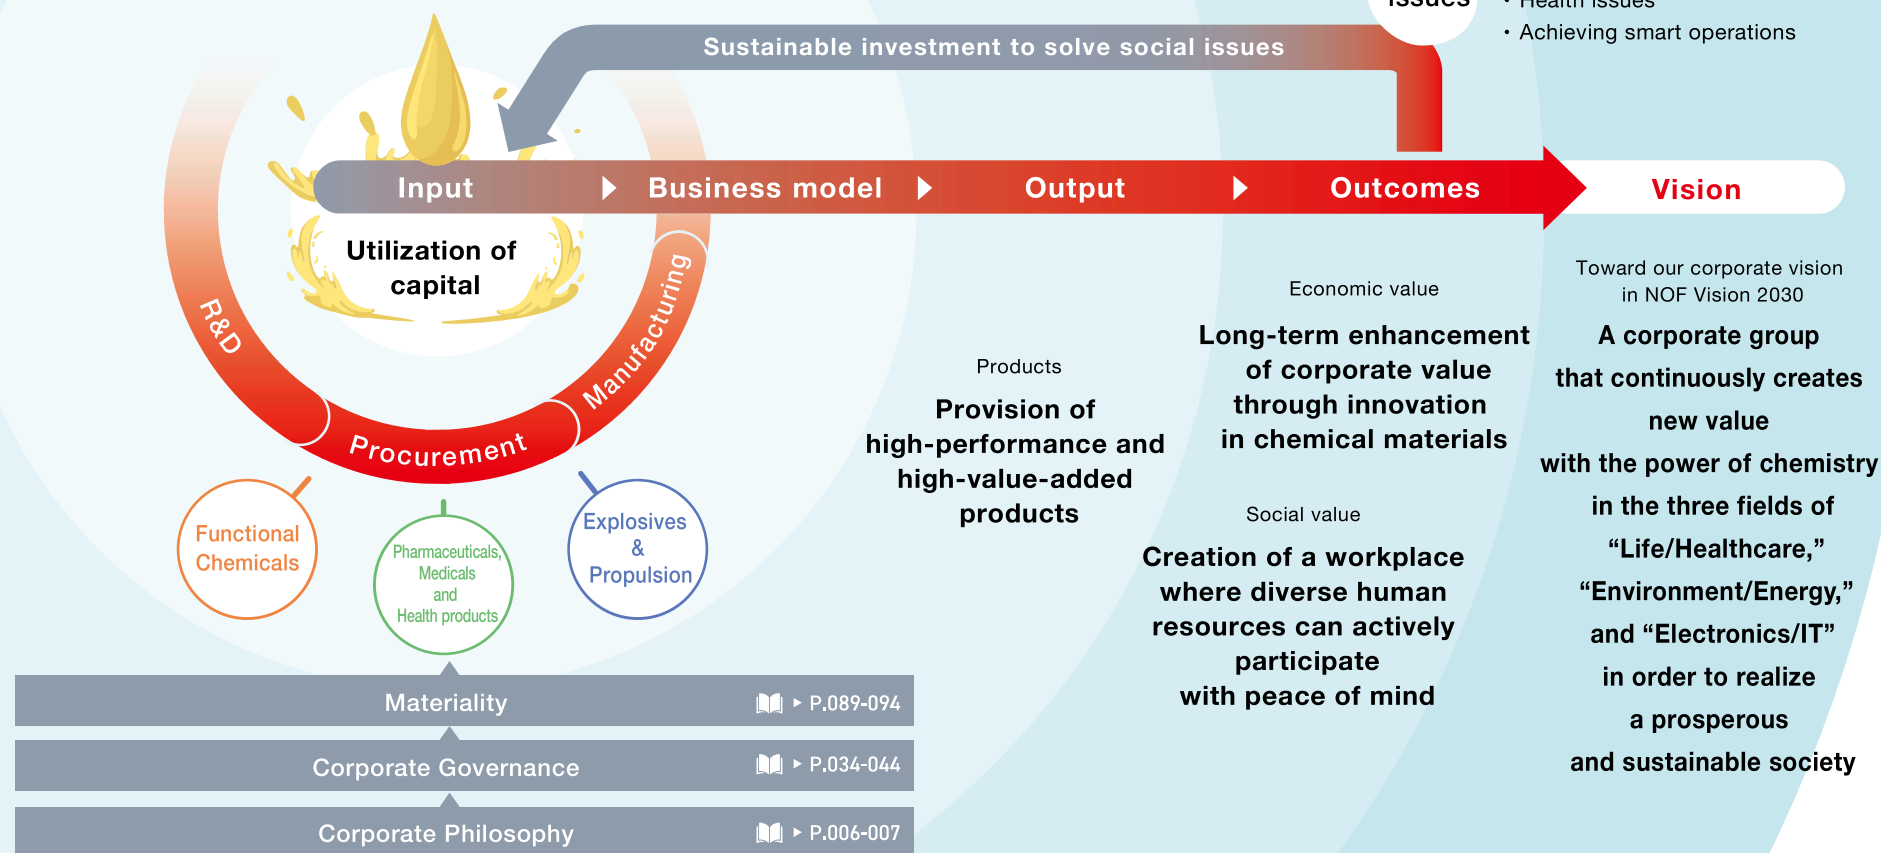 Issues
• Health issues
• Achieving smart operations
Sustainable investment to solve social issues
Input
Business model
Output
Outcomes
Vision
Utilization of
capital
R&D
Procurement
Manufacturing
Functional
Chemicals
Pharmaceuticals,
Medicals
and
Health products
Explosives
&
Propulsion
Products
Provision of
high-performance and
high-value-added
products
Economic value
Long-term enhancement
of corporate value
through innovation
in chemical materials
Social value
Creation of a workplace
where diverse human
resources can actively
participate
with peace of mind
Toward our corporate vision
in NOF Vision 2030
A corporate group
that continuously creates
new value
with the power of chemistry
in the three fields of
“Life/Healthcare,”
“Environment/Energy,”
and “Electronics/IT”
in order to realize
a prosperous
and sustainable society
Materiality
P.089-094
Corporate Governance
P.034-044
Corporate Philosophy
P.006-007